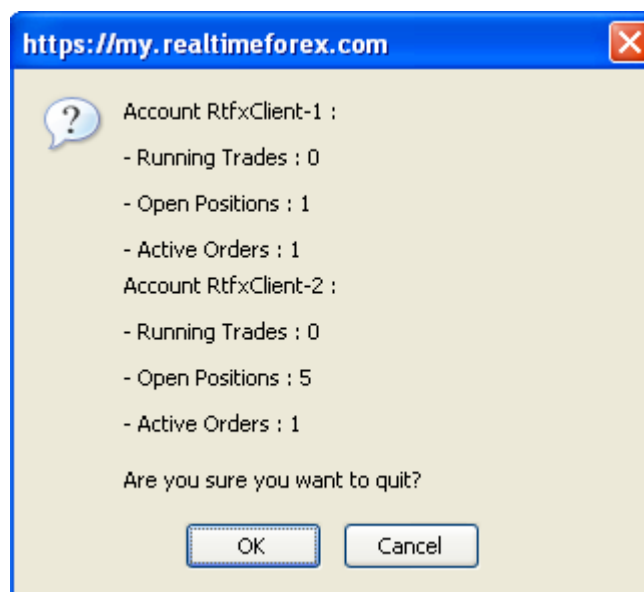 https://my.realtimeforex.com
Account RtfxClient-1 :
- Running Trades : 0
- Open Positions : 1
- Active Orders : 1
Account RtfxClient-2 :
- Running Trades : 0
- Open Positions : 5
- Active Orders : 1
Are you sure you want to quit?
OK
Cancel